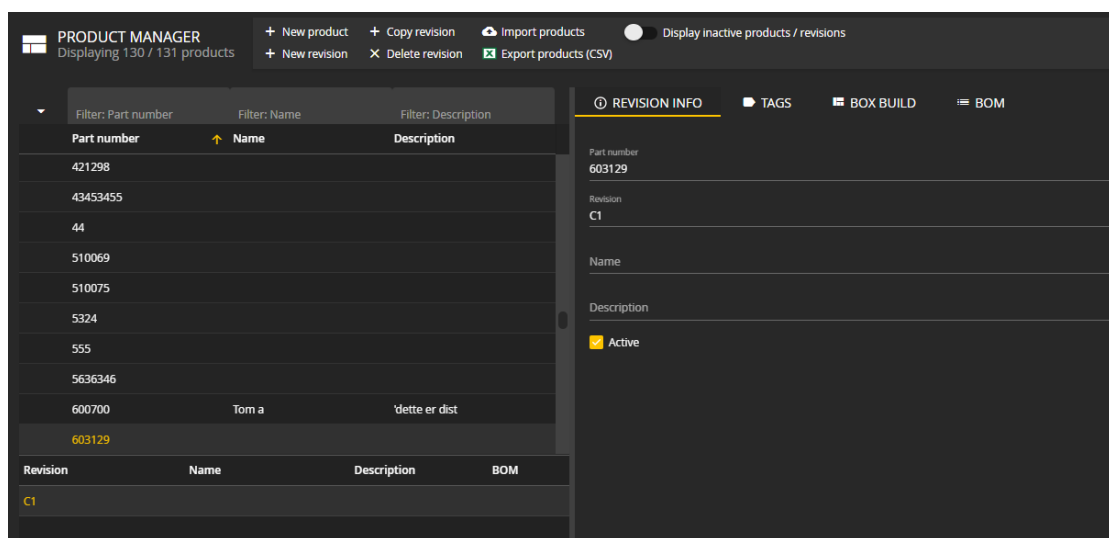 PRODUCT MANAGER
Displaying 130 / 131 products
+ New product
+ Copy revision
Import products
Display inactive products / revisions
+ New revision
× Delete revision
Export products (CSV)
Filter: Part number
Filter: Name
Filter: Description
Part number
Name
Description
421298
43453455
44
510069
510075
5324
555
5636346
600700 Tom a 'dette er dist
603129
Revision Name Description BOM
C1
REVISION INFO
TAGS
BOX BUILD
BOM
Part number
603129
Revision
C1
Name
Description
Active